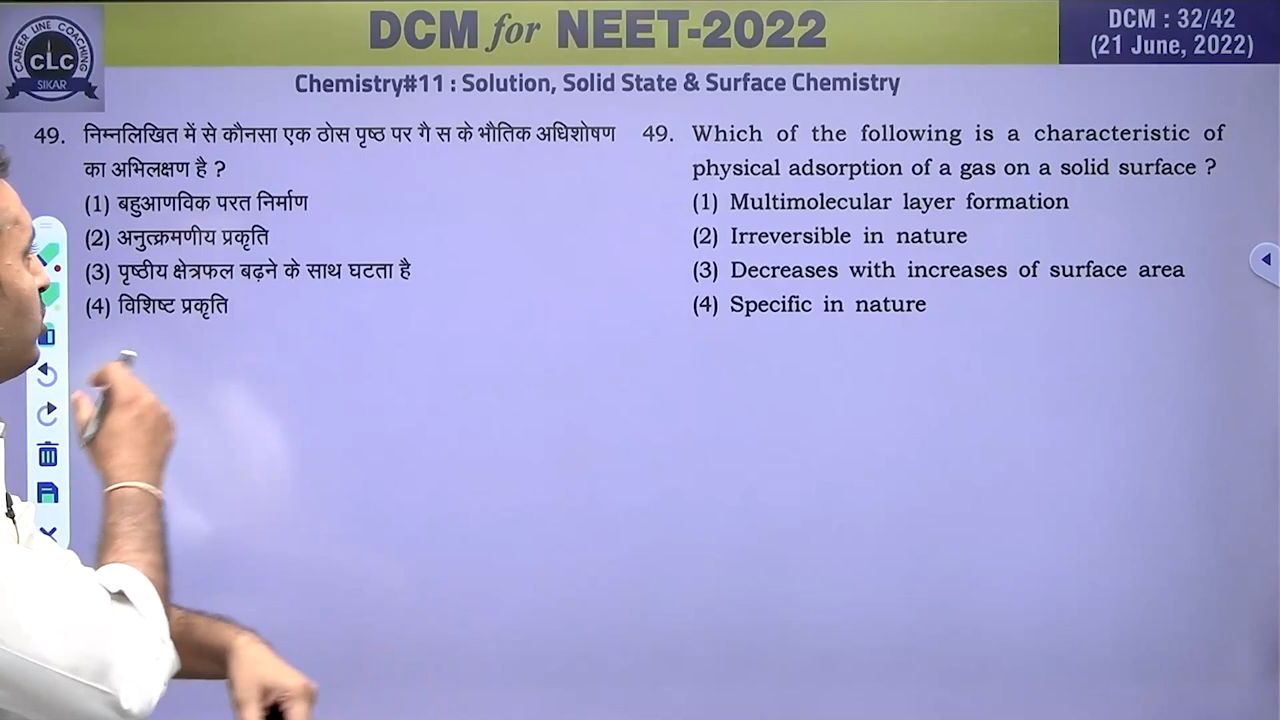 CAREER LINE COACHING
CLC
SIKAR
DCM for NEET-2022
DCM : 32/42
(21 June, 2022)
Chemistry#11 : Solution, Solid State & Surface Chemistry
49. निम्नलिखित में से कौनसा एक ठोस पृष्ठ पर गै स के भौतिक अधिशोषण
का अभिलक्षण है ?
(1) बहुआणविक परत निर्माण
(2) अनुत्क्रमणीय प्रकृति
(3) पृष्ठीय क्षेत्रफल बढ़ने के साथ घटता है
(4) विशिष्ट प्रकृति
49. Which of the following is a characteristic of
physical adsorption of a gas on a solid surface ?
(1) Multimolecular layer formation
(2) Irreversible in nature
(3) Decreases with increases of surface area
(4) Specific in nature